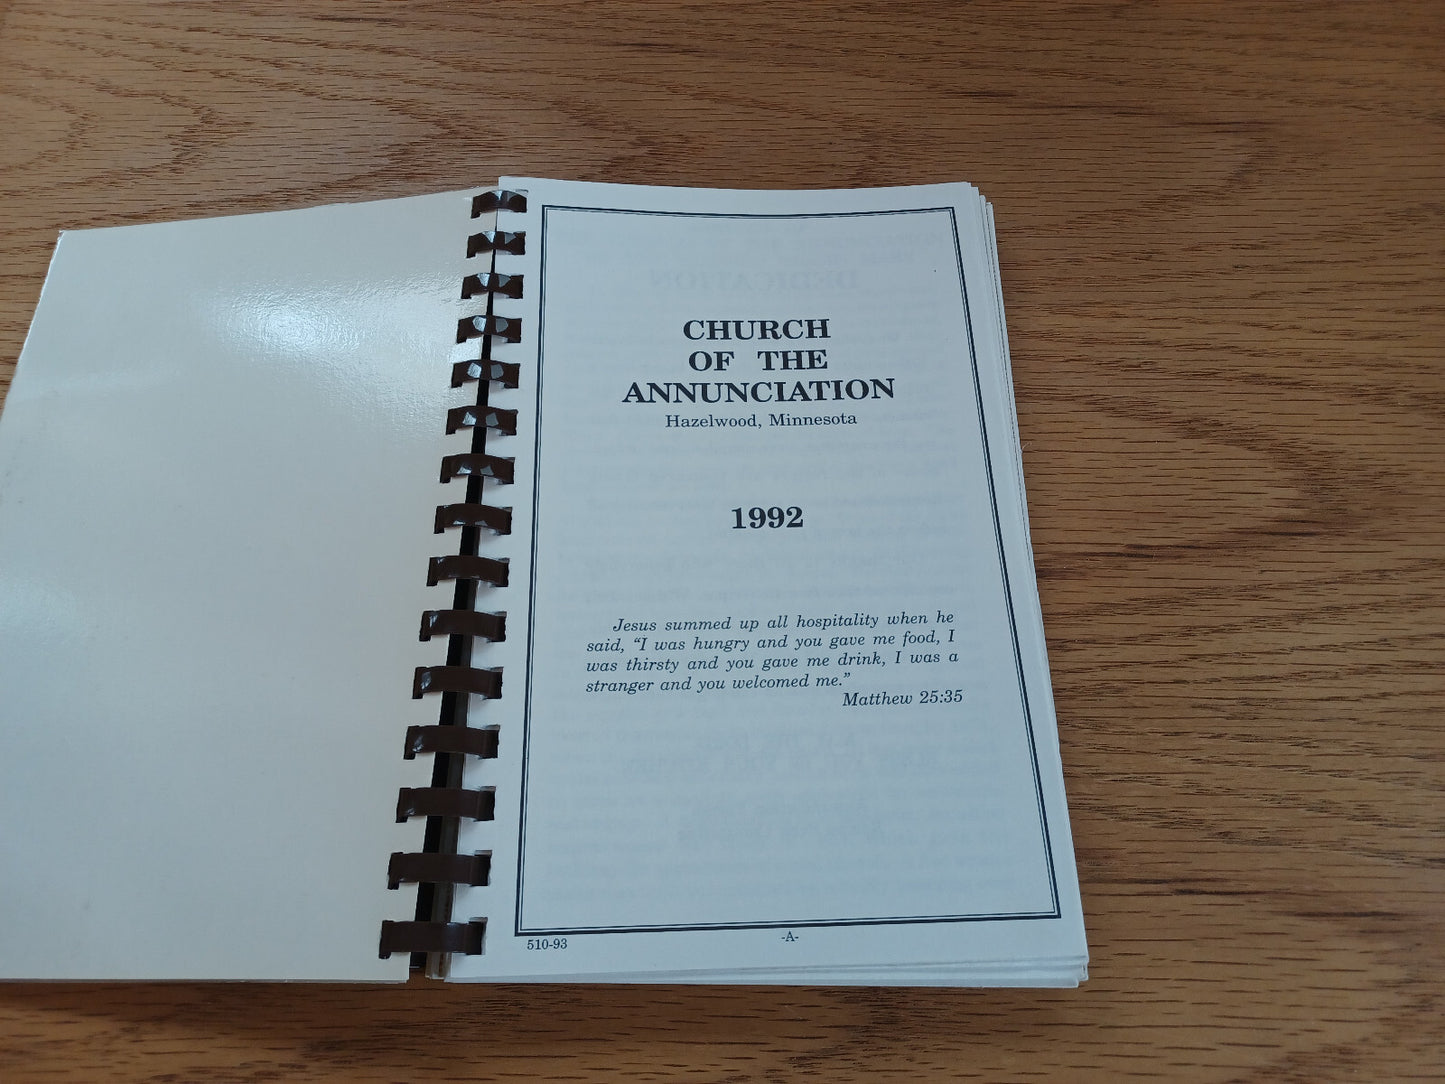 CHURCH
OF THE
ANNUNCIATION
Hazelwood, Minnesota
1992
Jesus summed up all hospitality when he
said, “I was hungry and you gave me food, I
was thirsty and you gave me drink, I was a
stranger and you welcomed me.”
Matthew 25:35
510-93
-A-